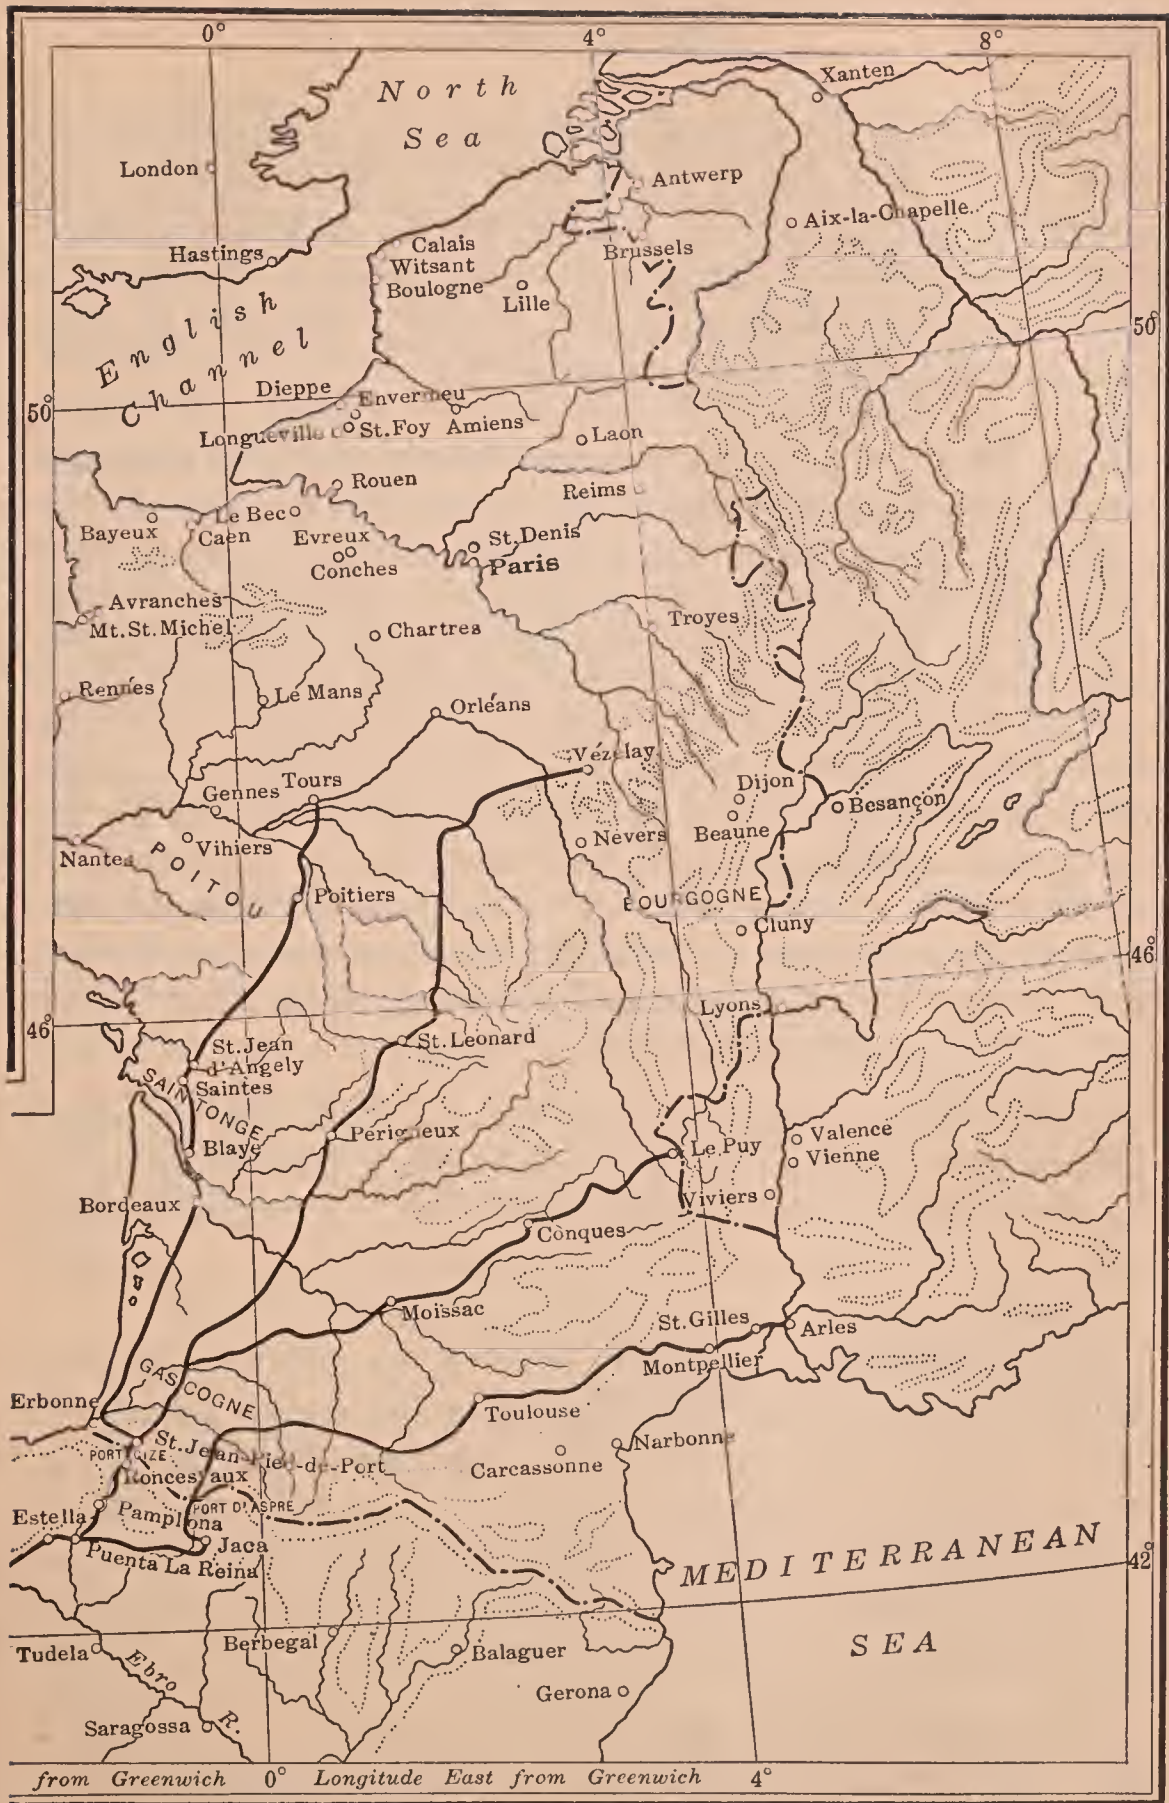 0° 4° 8°
North
Sea
Xanten
London
Antwerp
Aix-la-Chapelle
Hastings
Calais
Witsant
Boulogne
Brussels
Lille
English
Channel
50°
50°
Dieppe
Envermeu
Longueville
St.Foy
Amiens
Laon
Rouen
Reims
Bayeux
Le Bec
Caen
Evreux
Conches
St.Denis
Paris
Avranches
Mt.St.Michel
Chartres
Troyes
Rennes
Le Mans
Orléans
Vézelay
Gennes
Tours
Dijon
Besançon
Beaune
Nevers
Nantes
Vihiers
POITOU
Poitiers
BOURGOGNE
Cluny
46°
46°
Lyons
St.Jean
d'Angely
St.Leonard
Saintes
SAINTONGE
Blaye
Périgueux
Le Puy
Valence
Vienne
Viviers
Bordeaux
Conques
Moissac
St.Gilles
Arles
Montpellier
GASCOGNE
Erbonne
Toulouse
St.Jean-Pied-de-Port
PORT CIZE
Roncesvaux
Narbonne
Carcassonne
PORT D'ASPRE
Estella
Pamplona
Jaca
Puenta La Reina
MEDITERRANEAN
SEA
42°
Tudela
Ebro
R.
Berbegal
Balaguer
Gerona
Saragossa
from Greenwich 0° Longitude East from Greenwich 4°